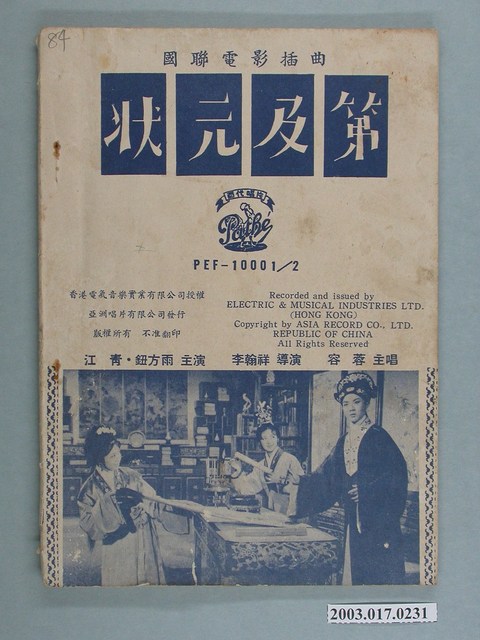 84
國聯電影插曲
狀元及第
百代唱片
Pathé
PEF-10001/2
香港電氣音樂實業有限公司授權
亞洲唱片有限公司發行
版權所有 不准翻印
Recorded and issued by
ELECTRIC & MUSICAL INDUSTRIES LTD.
(HONG KONG)
Copyright by ASIA RECORD CO., LTD.
REPUBLIC OF CHINA
All Rights Reserved
江青·鈕方雨 主演 李翰祥 導演 容蓉 主唱
2003.017.0231